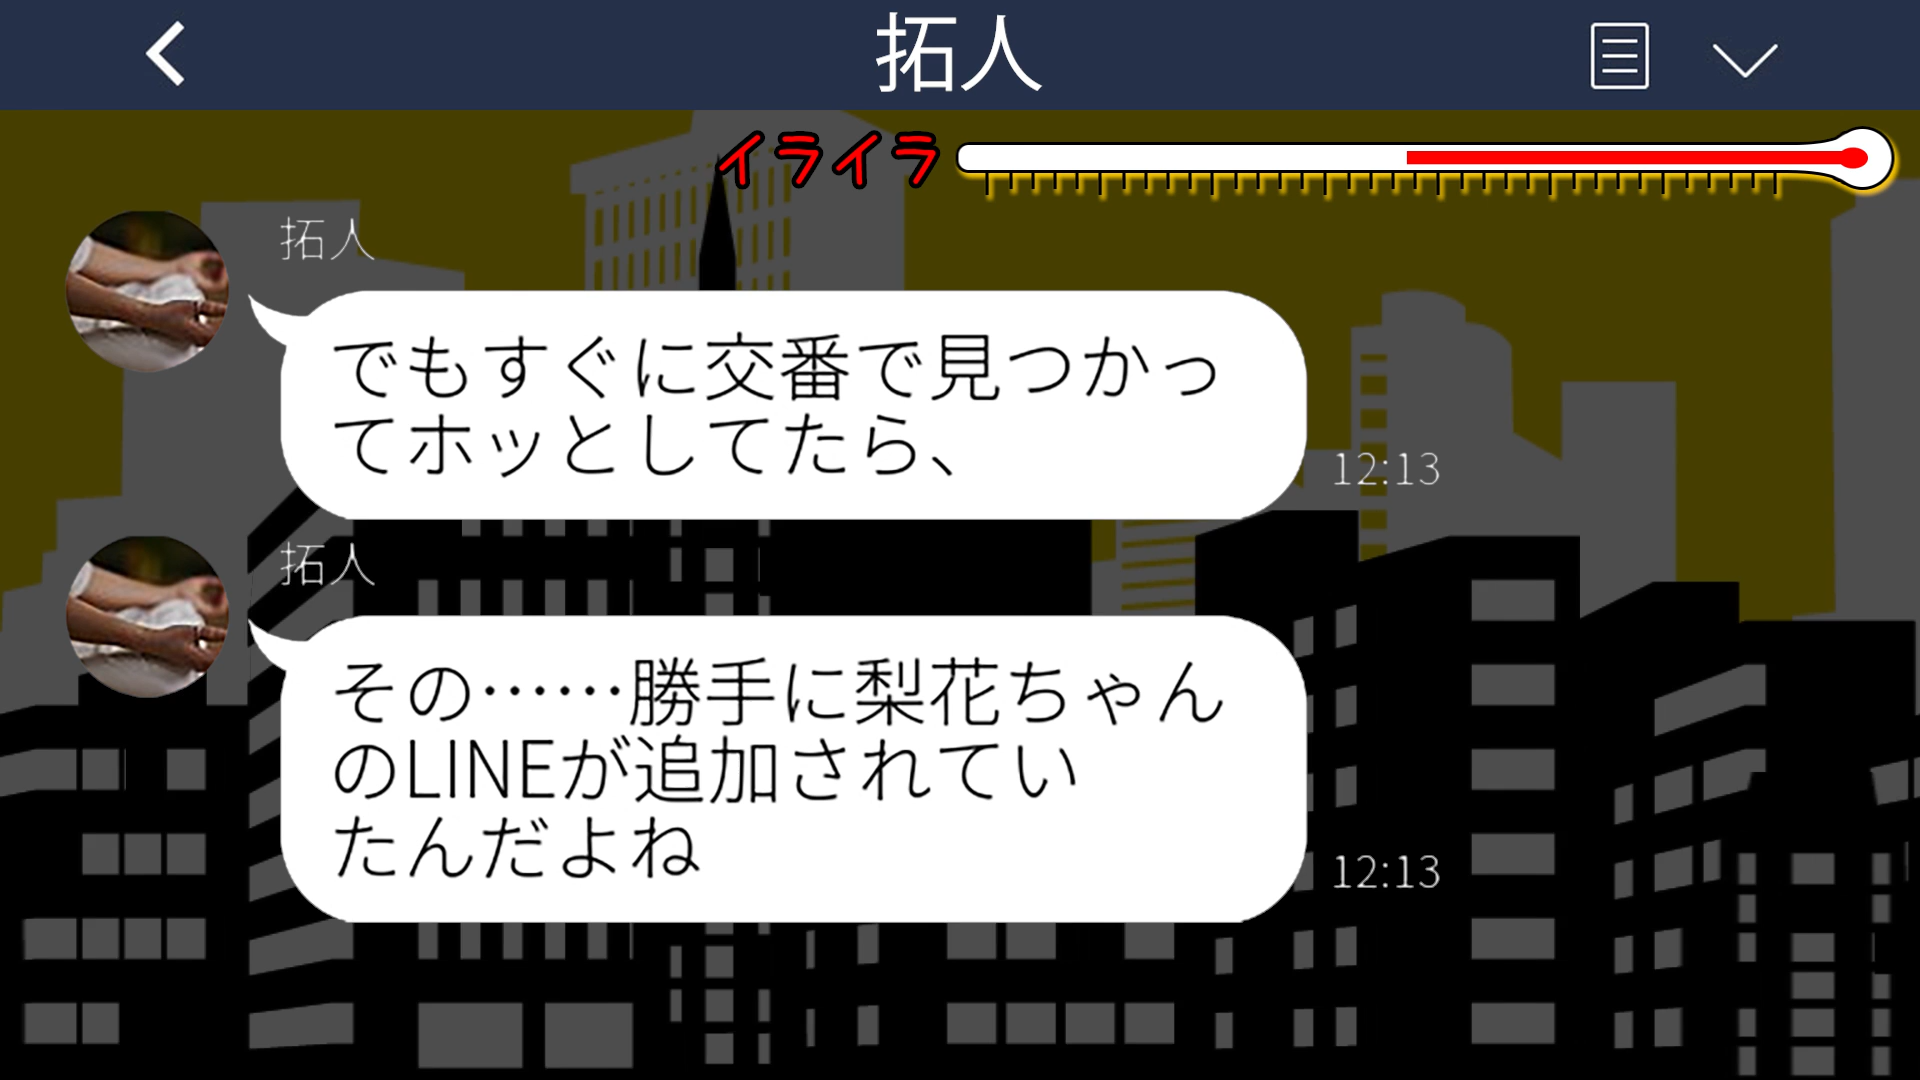 拓人
イライラ
拓人
でもすぐに交番で見つかっ
てホッとしてたら、
12:13
拓人
その……勝手に梨花ちゃん
のLINEが追加されてい
たんだよね
12:13